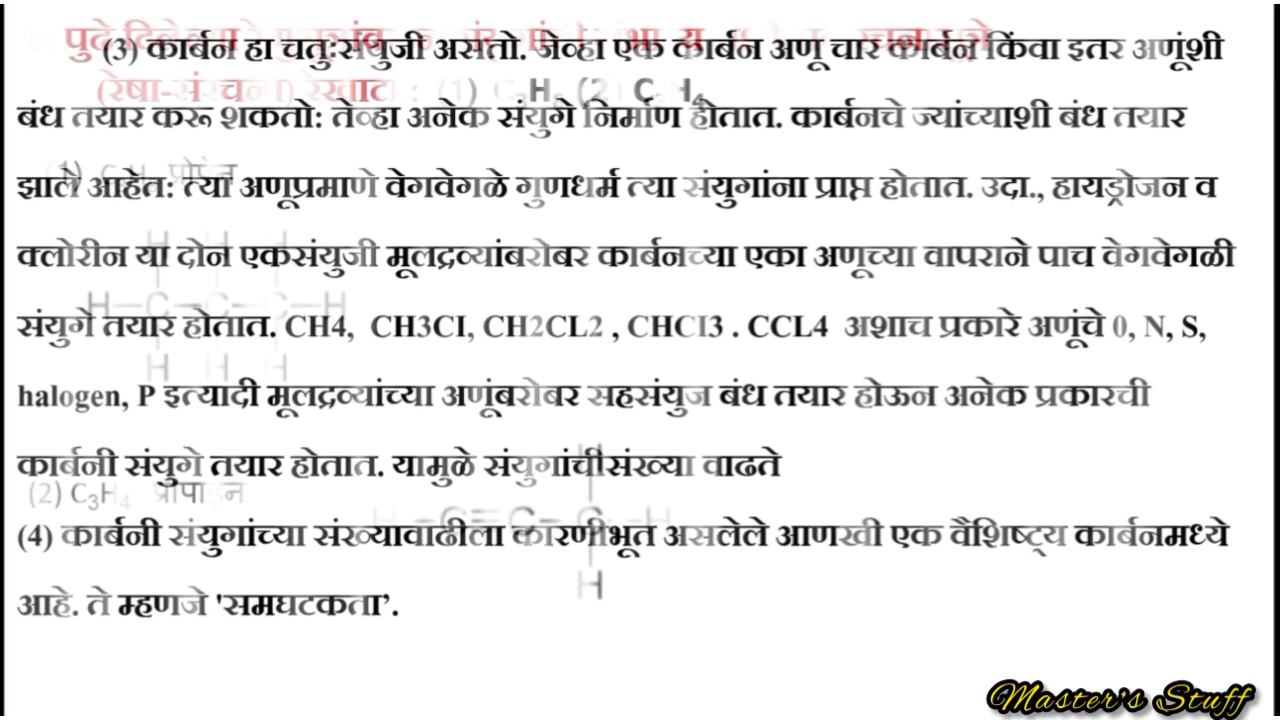 (3) कार्बन हा चतुःसंयुजी असतो. जेव्हा एक कार्बन अणू चार कार्बन किंवा इतर अणूंशी
बंध तयार करू शकतो: तेव्हा अनेक संयुगे निर्माण होतात. कार्बनचे ज्यांच्याशी बंध तयार
झाले आहेत: त्या अणूप्रमाणे वेगवेगळे गुणधर्म त्या संयुगांना प्राप्त होतात. उदा., हायड्रोजन व
क्लोरीन या दोन एकसंयुजी मूलद्रव्यांबरोबर कार्बनच्या एका अणूच्या वापराने पाच वेगवेगळी
संयुगे तयार होतात. CH4, CH3CI, CH2CL2 , CHCI3 . CCL4 अशाच प्रकारे अणूंचे 0, N, S,
halogen, P इत्यादी मूलद्रव्यांच्या अणूंबरोबर सहसंयुज बंध तयार होऊन अनेक प्रकारची
कार्बनी संयुगे तयार होतात. यामुळे संयुगांची संख्या वाढते
(2) C3H4
(4) कार्बनी संयुगांच्या संख्यावाढीला कारणीभूत असलेले आणखी एक वैशिष्ट्य कार्बनमध्ये
आहे. ते म्हणजे 'समघटकता’.
Master's Stuff